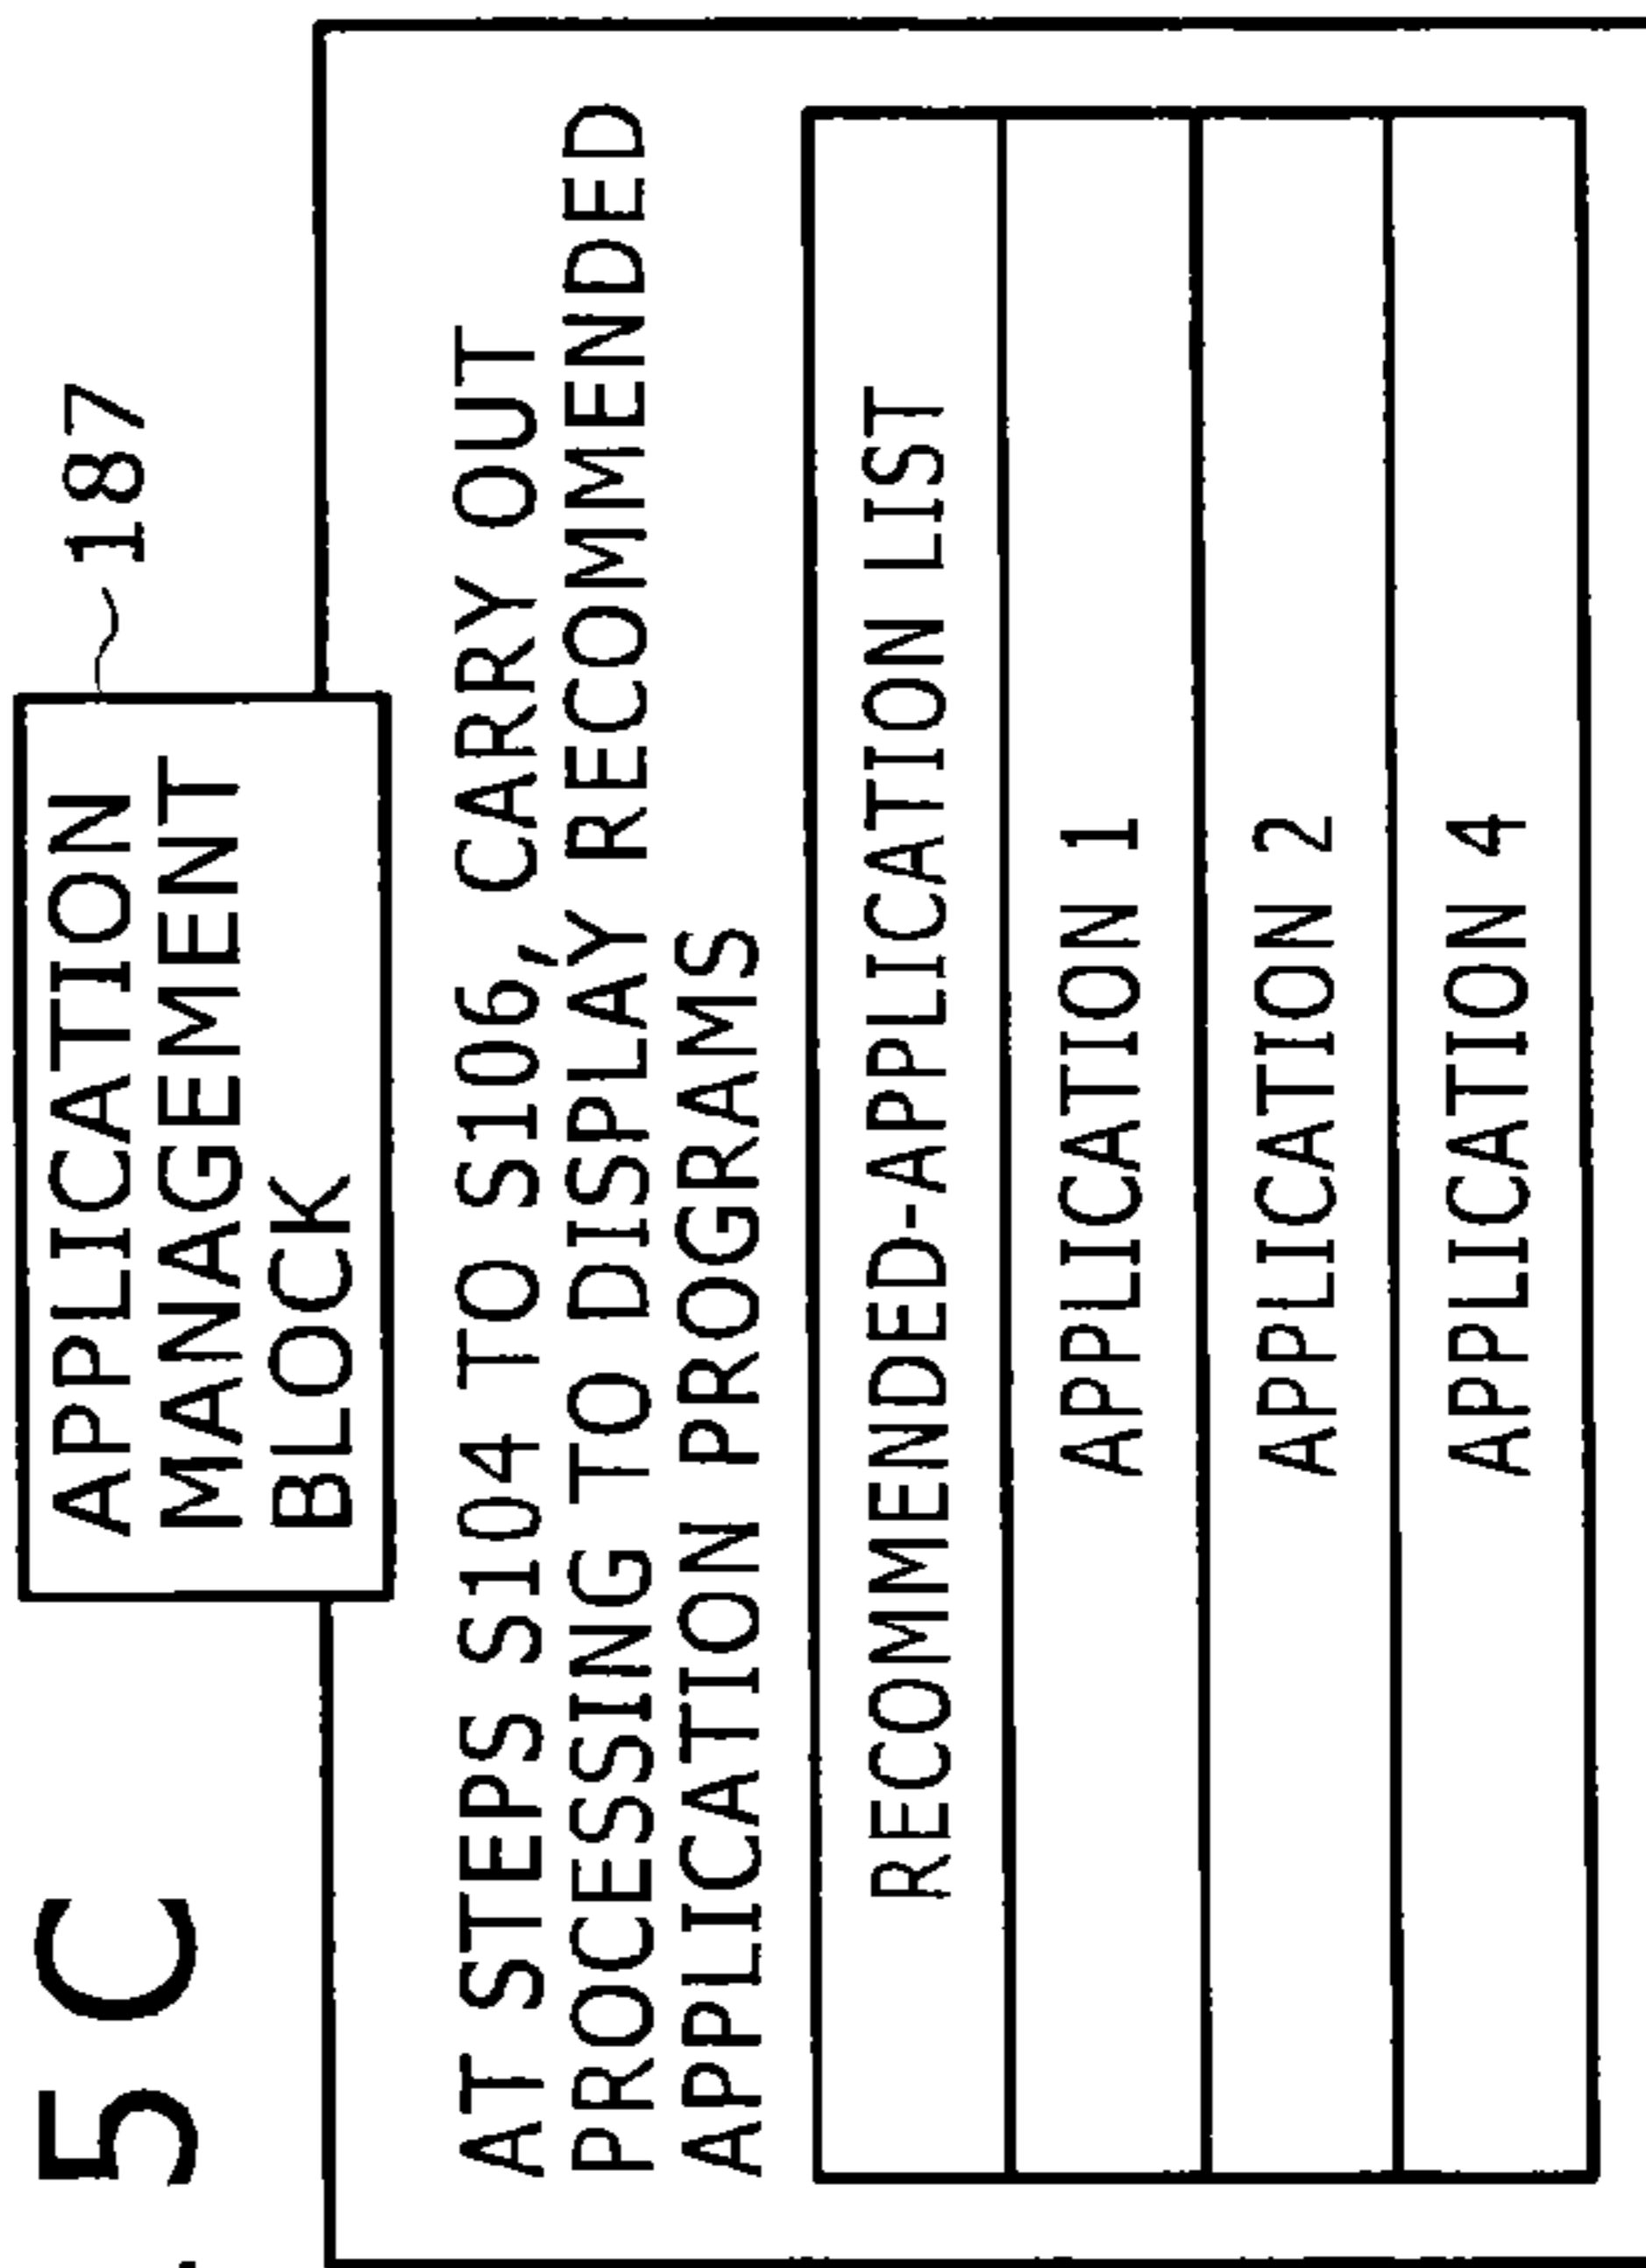 5C
APPLICATION
MANAGEMENT
BLOCK
187
AT STEPS S104 TO S106, CARRY OUT
PROCESSING TO DISPLAY RECOMMENDED
APPLICATION PROGRAMS
RECOMMENDED-APPLICATION LIST
APPLICATION 1
APPLICATION 2
APPLICATION 4